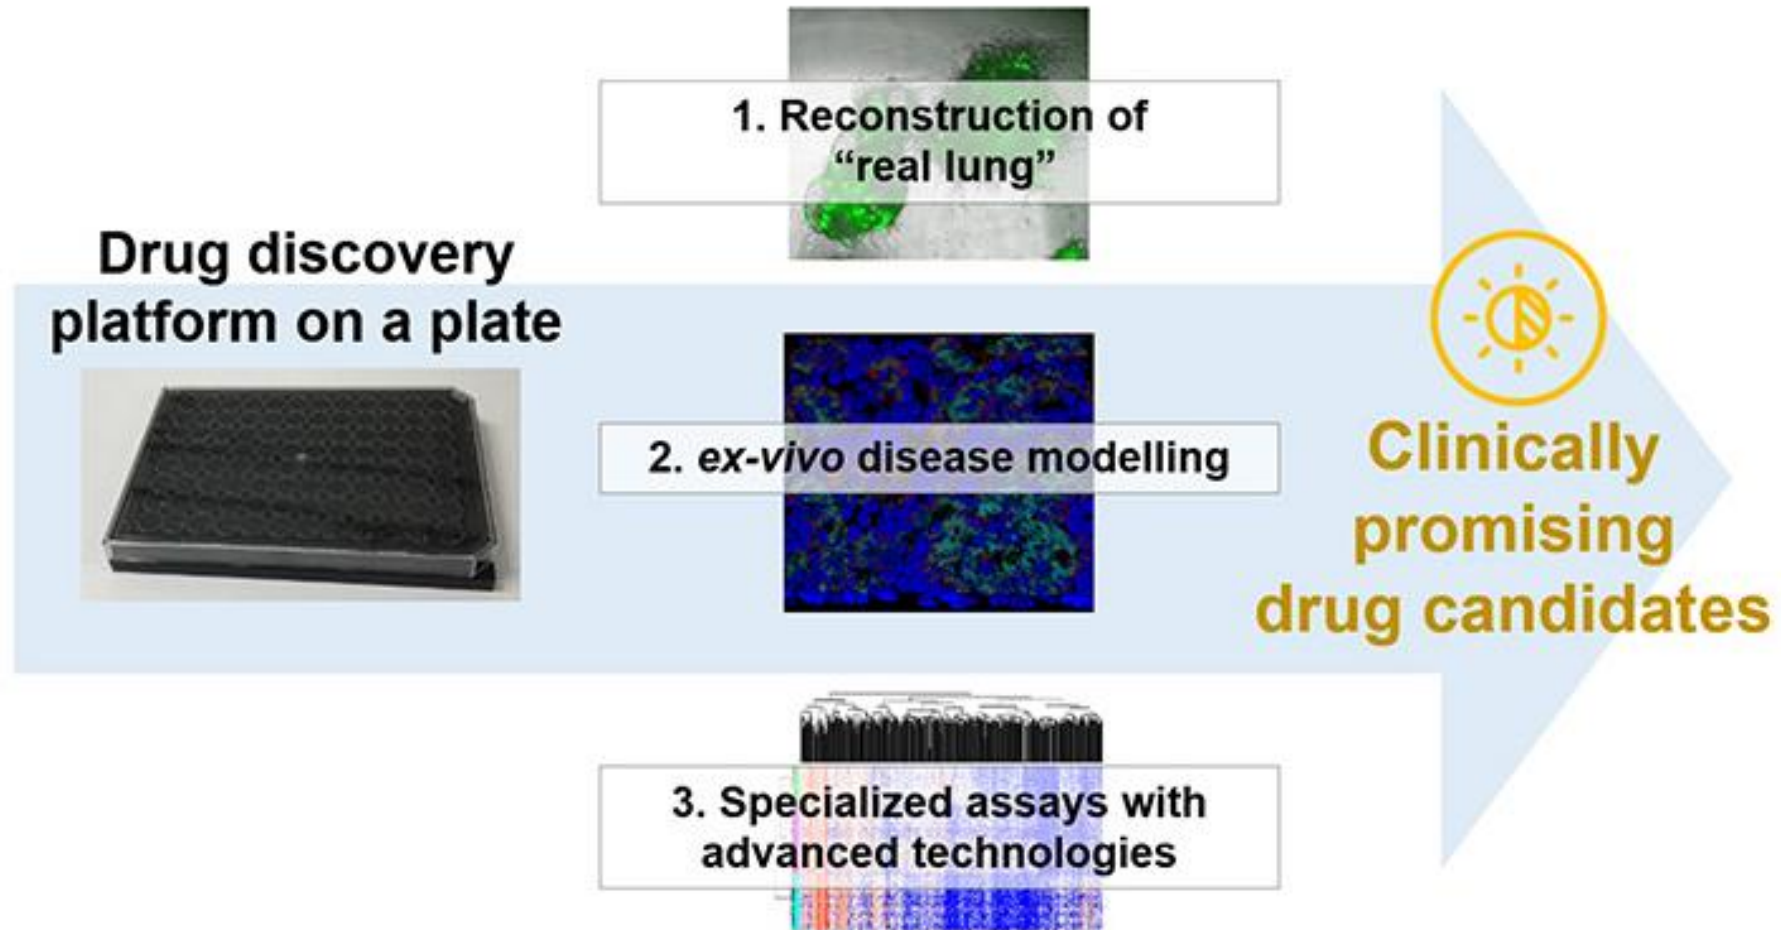 Drug discovery
platform on a plate
1. Reconstruction of
“real lung”
2. ex-vivo disease modelling
3. Specialized assays with
advanced technologies
Clinically
promising
drug candidates